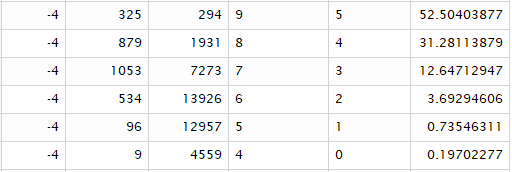 -4 325 294 9 5 52.50403877
-4 879 1931 8 4 31.28113879
-4 1053 7273 7 3 12.64712947
-4 534 13926 6 2 3.69294606
-4 96 12957 5 1 0.73546311
-4 9 4559 4 0 0.19702277